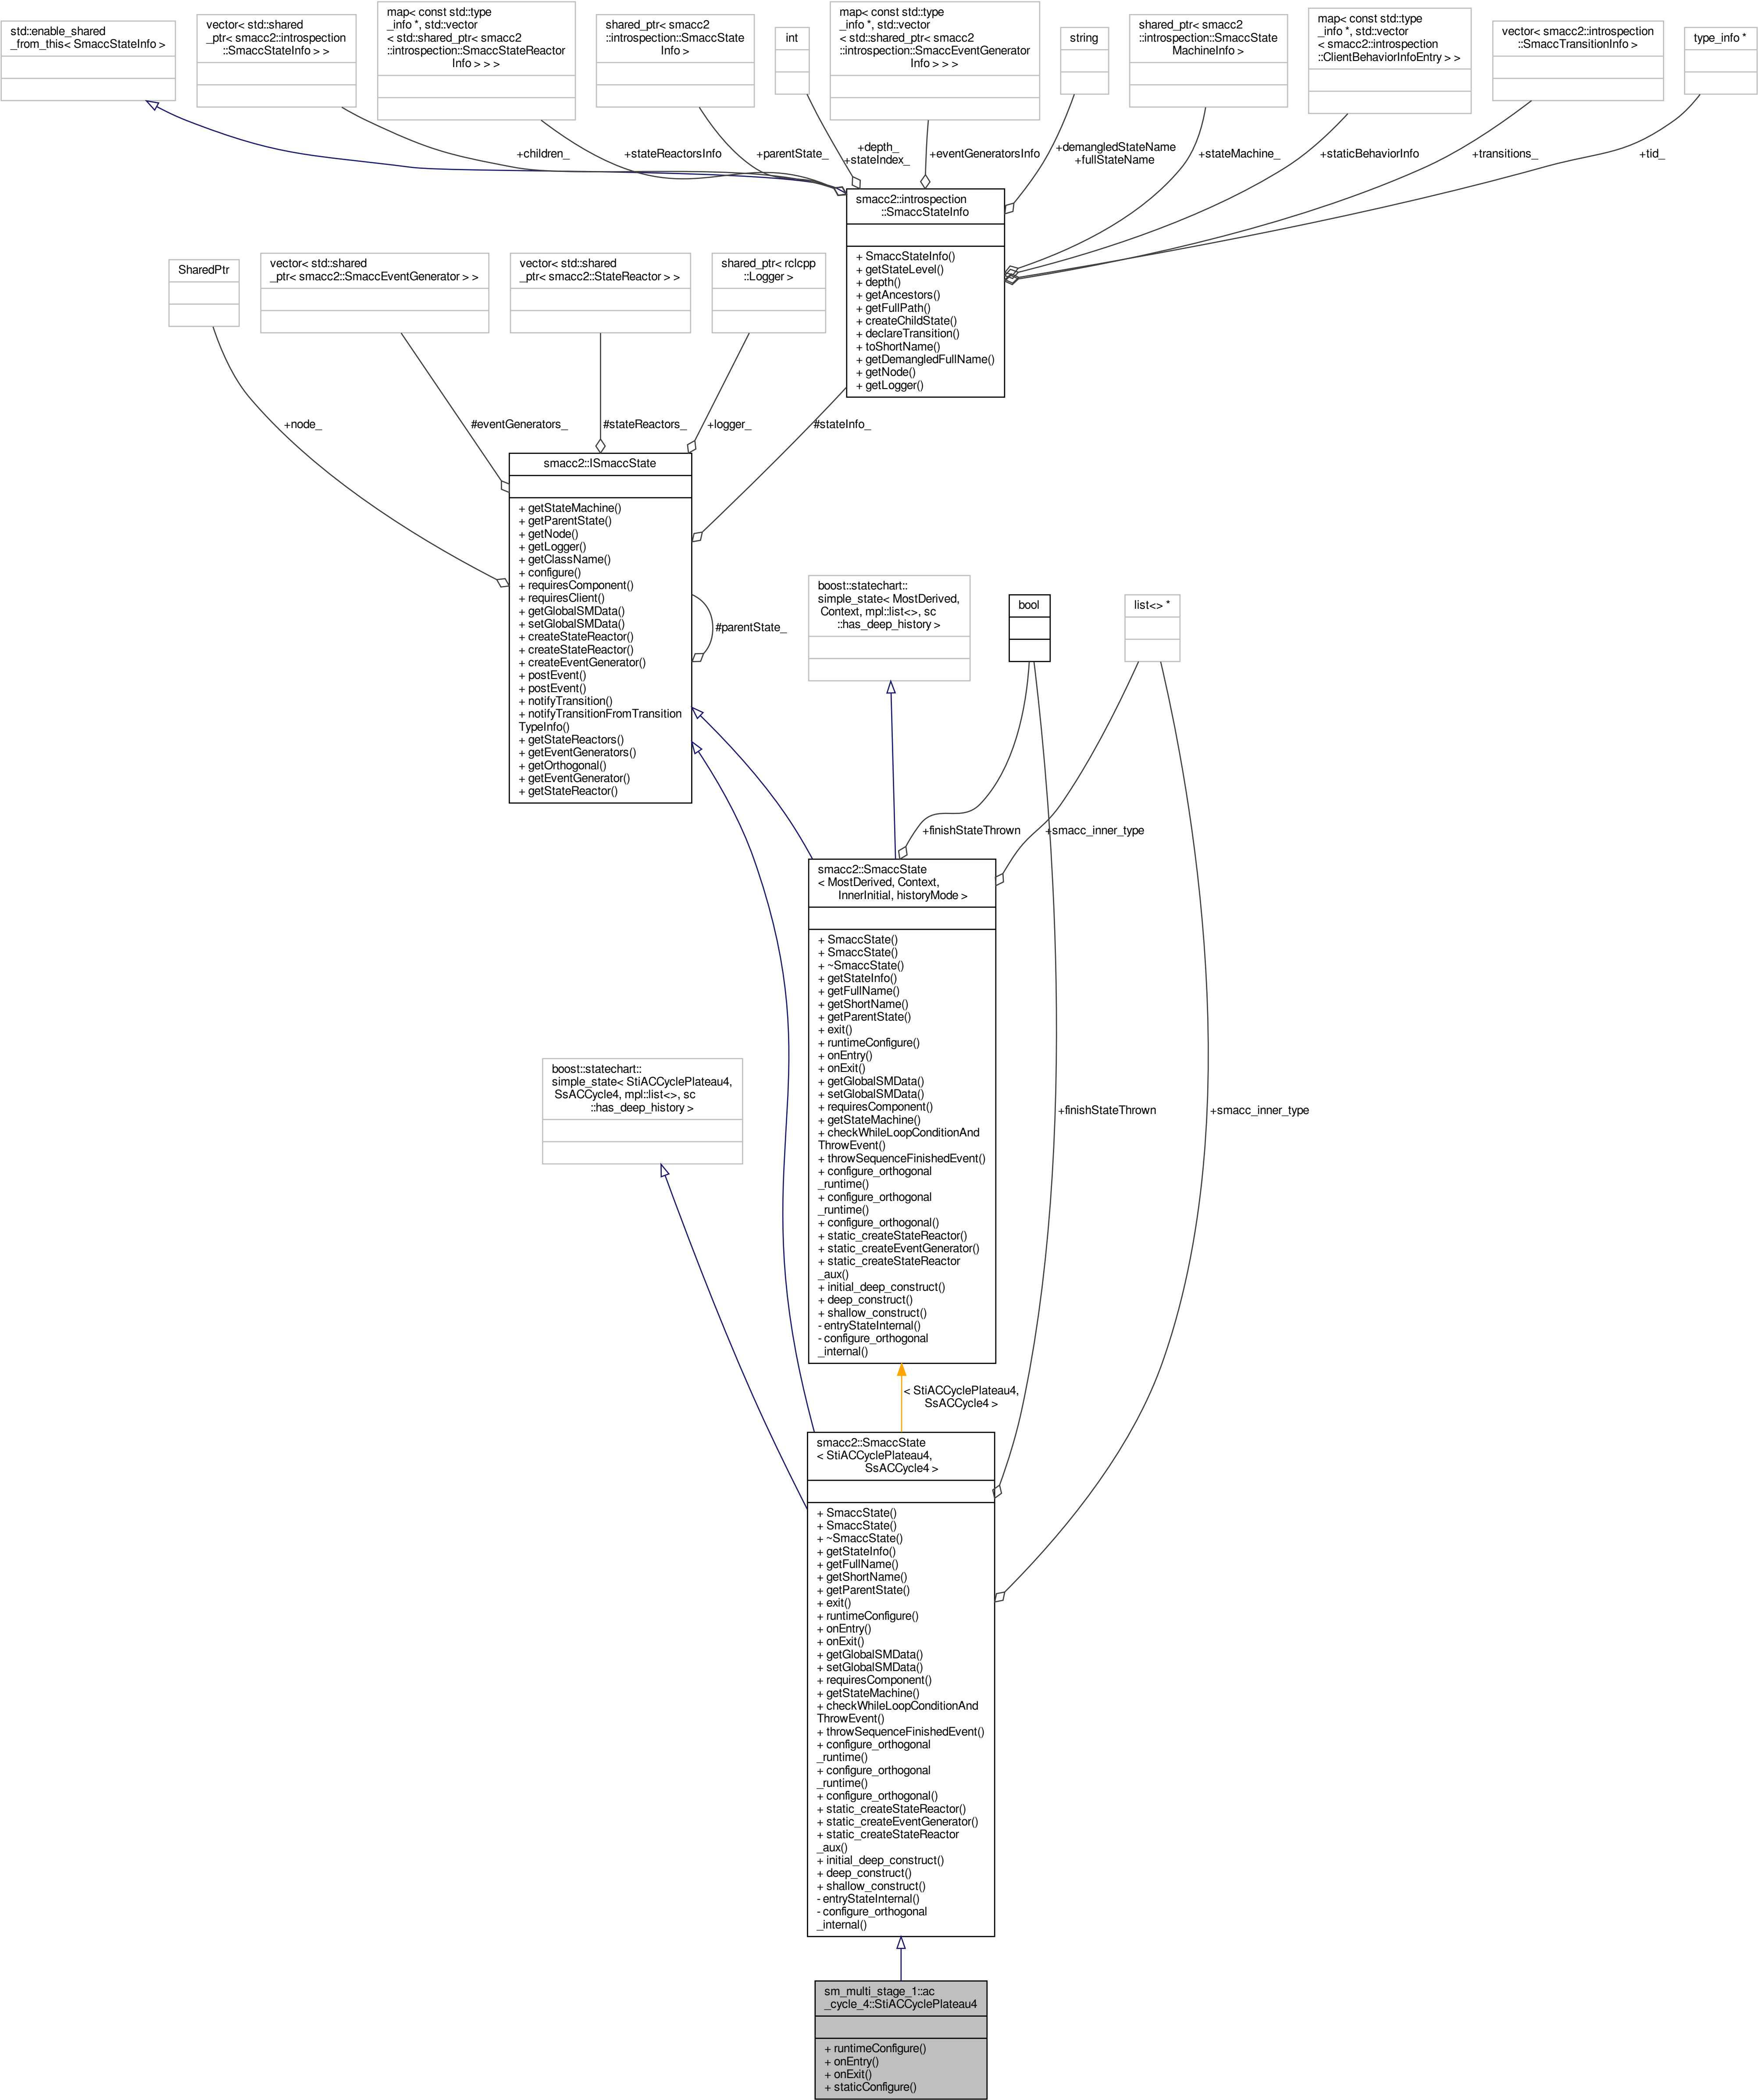 std::enable_shared
_from_this< SmaccStateInfo >
vector< std::shared
_ptr< smacc2::introspection
::SmaccStateInfo > >
map< const std::type
_info *, std::vector
< std::shared_ptr< smacc2
::introspection::SmaccStateReactor
Info > > >
shared_ptr< smacc2
::introspection::SmaccState
Info >
int
map< const std::type
_info *, std::vector
< std::shared_ptr< smacc2
::introspection::SmaccEventGenerator
Info > > >
string
shared_ptr< smacc2
::introspection::SmaccState
MachineInfo >
map< const std::type
_info *, std::vector
< smacc2::introspection
::ClientBehaviorInfoEntry > >
vector< smacc2::introspection
::SmaccTransitionInfo >
type_info *
+children_
+stateReactorsInfo
+parentState_
+depth_
+stateIndex_
+eventGeneratorsInfo
+demangledStateName
+fullStateName
+stateMachine_
+staticBehaviorInfo
+transitions_
+tid_
smacc2::introspection
::SmaccStateInfo
+ SmaccStateInfo()
+ getStateLevel()
+ depth()
+ getAncestors()
+ getFullPath()
+ createChildState()
+ declareTransition()
+ toShortName()
+ getDemangledFullName()
+ getNode()
+ getLogger()
SharedPtr
vector< std::shared
_ptr< smacc2::SmaccEventGenerator > >
vector< std::shared
_ptr< smacc2::StateReactor > >
shared_ptr< rclcpp
::Logger >
+node_
#eventGenerators_
#stateReactors_
+logger_
#stateInfo_
smacc2::ISmaccState
+ getStateMachine()
+ getParentState()
+ getNode()
+ getLogger()
+ getClassName()
+ configure()
+ requiresComponent()
+ requiresClient()
+ getGlobalSMData()
+ setGlobalSMData()
+ createStateReactor()
+ createStateReactor()
+ createEventGenerator()
+ postEvent()
+ postEvent()
+ notifyTransition()
+ notifyTransitionFromTransition
TypeInfo()
+ getStateReactors()
+ getEventGenerators()
+ getOrthogonal()
+ getEventGenerator()
+ getStateReactor()
#parentState_
boost::statechart::
simple_state< MostDerived,
Context, mpl::list<>, sc
::has_deep_history >
bool
list<> *
+finishStateThrown
+smacc_inner_type
smacc2::SmaccState
< MostDerived, Context,
InnerInitial, historyMode >
+ SmaccState()
+ SmaccState()
+ ~SmaccState()
+ getStateInfo()
+ getFullName()
+ getShortName()
+ getParentState()
+ exit()
+ runtimeConfigure()
+ onEntry()
+ onExit()
+ getGlobalSMData()
+ setGlobalSMData()
+ requiresComponent()
+ getStateMachine()
+ checkWhileLoopConditionAnd
ThrowEvent()
+ throwSequenceFinishedEvent()
+ configure_orthogonal
_runtime()
+ configure_orthogonal
_runtime()
+ configure_orthogonal()
+ static_createStateReactor()
+ static_createEventGenerator()
+ static_createStateReactor
_aux()
+ initial_deep_construct()
+ deep_construct()
+ shallow_construct()
- entryStateInternal()
- configure_orthogonal
_internal()
boost::statechart::
simple_state< StiACCyclePlateau4,
SsACCycle4, mpl::list<>, sc
::has_deep_history >
+finishStateThrown
+smacc_inner_type
< StiACCyclePlateau4,
SsACCycle4 >
smacc2::SmaccState
< StiACCyclePlateau4,
SsACCycle4 >
+ SmaccState()
+ SmaccState()
+ ~SmaccState()
+ getStateInfo()
+ getFullName()
+ getShortName()
+ getParentState()
+ exit()
+ runtimeConfigure()
+ onEntry()
+ onExit()
+ getGlobalSMData()
+ setGlobalSMData()
+ requiresComponent()
+ getStateMachine()
+ checkWhileLoopConditionAnd
ThrowEvent()
+ throwSequenceFinishedEvent()
+ configure_orthogonal
_runtime()
+ configure_orthogonal
_runtime()
+ configure_orthogonal()
+ static_createStateReactor()
+ static_createEventGenerator()
+ static_createStateReactor
_aux()
+ initial_deep_construct()
+ deep_construct()
+ shallow_construct()
- entryStateInternal()
- configure_orthogonal
_internal()
sm_multi_stage_1::ac
_cycle_4::StiACCyclePlateau4
+ runtimeConfigure()
+ onEntry()
+ onExit()
+ staticConfigure()